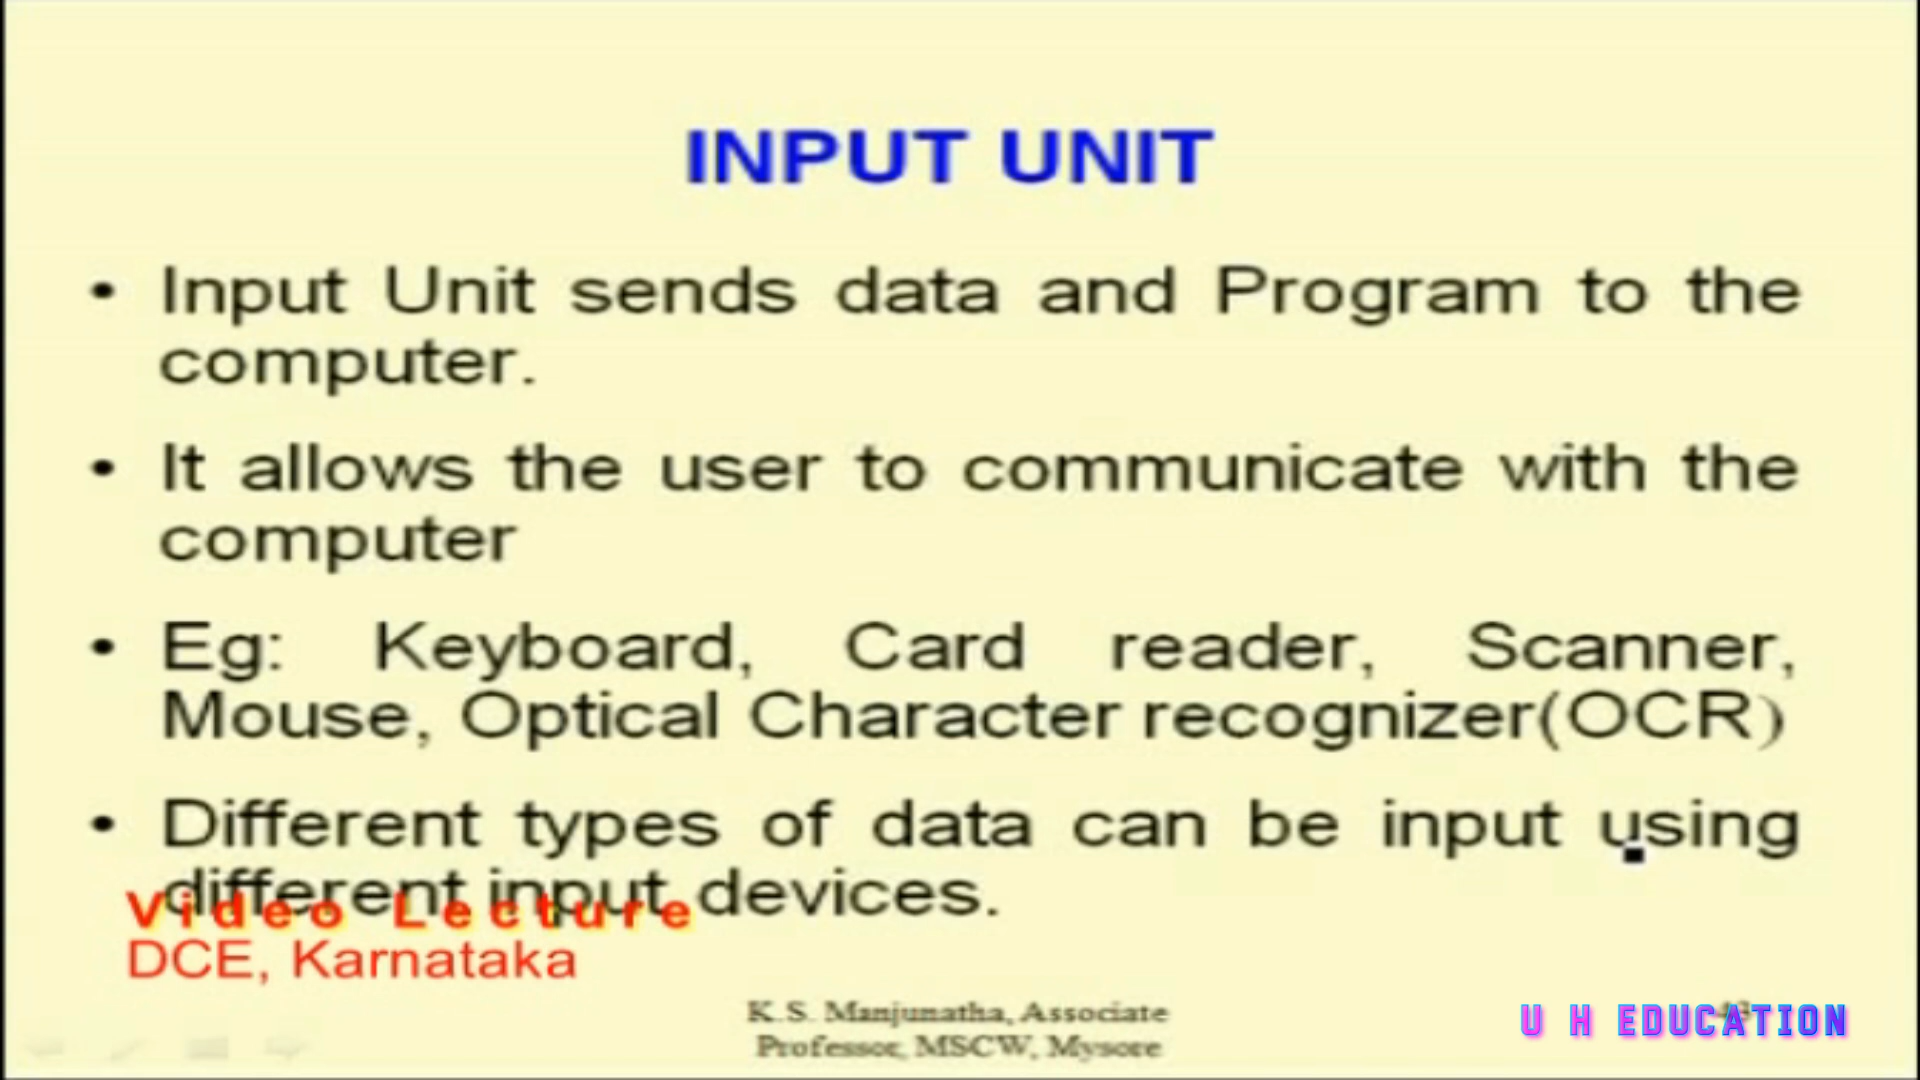 INPUT UNIT
• Input Unit sends data and Program to the
computer.
• It allows the user to communicate with the
computer
• Eg: Keyboard, Card reader, Scanner,
Mouse, Optical Character recognizer(OCR)
• Different types of data can be input using
different input devices.
Video Lecture
DCE, Karnataka
K.S. Manjunatha, Associate
Professor, MSCW, Mysore
U H EDUCATION